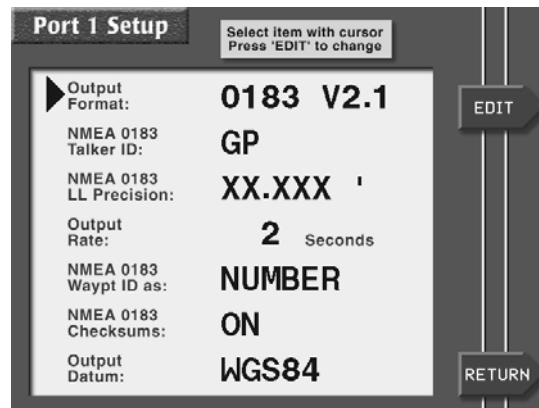 Port 1 Setup
Select item with cursor
Press 'EDIT' to change
Output
Format:
0183 V2.1
EDIT
NMEA 0183
Talker ID:
GP
NMEA 0183
LL Precision:
XX.XXX '
Output
Rate:
2 Seconds
NMEA 0183
Waypt ID as:
NUMBER
NMEA 0183
Checksums:
ON
Output
Datum:
WGS84
RETURN